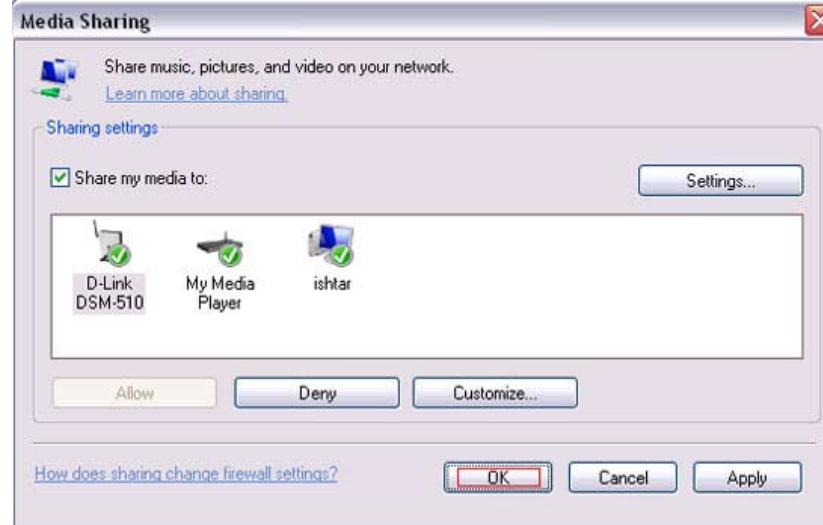 Media Sharing
Share music, pictures, and video on your network.
Learn more about sharing.
Sharing settings
Share my media to:
Settings...
D-Link
DSM-510
My Media
Player
ishtar
Allow
Deny
Customize...
How does sharing change firewall settings?
OK
Cancel
Apply